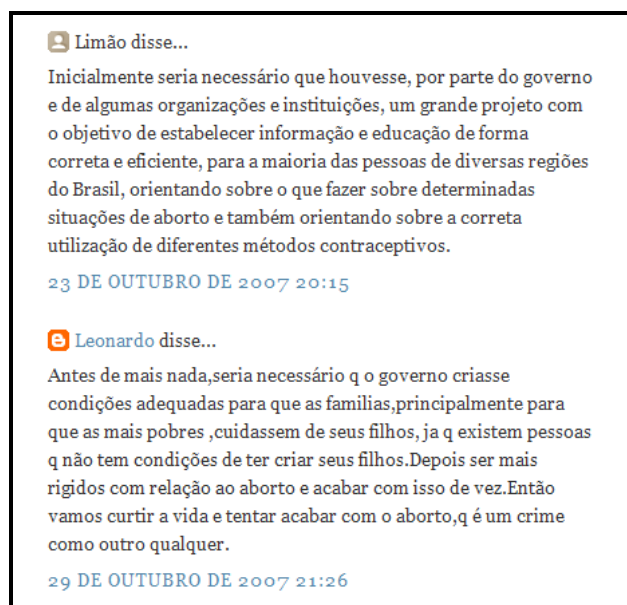 Limão disse...
Inicialmente seria necessário que houvesse, por parte do governo
e de algumas organizações e instituições, um grande projeto com
o objetivo de estabelecer informação e educação de forma
correta e eficiente, para a maioria das pessoas de diversas regiões
do Brasil, orientando sobre o que fazer sobre determinadas
situações de aborto e também orientando sobre a correta
utilização de diferentes métodos contraceptivos.
23 DE OUTUBRO DE 2007 20:15
Leonardo disse...
Antes de mais nada,seria necessário q o governo criasse
condições adequadas para que as familias,principalmente para
que as mais pobres ,cuidassem de seus filhos, ja q existem pessoas
q não tem condições de ter criar seus filhos.Depois ser mais
rigidos com relação ao aborto e acabar com isso de vez.Então
vamos curtir a vida e tentar acabar com o aborto,q é um crime
como outro qualquer.
29 DE OUTUBRO DE 2007 21:26